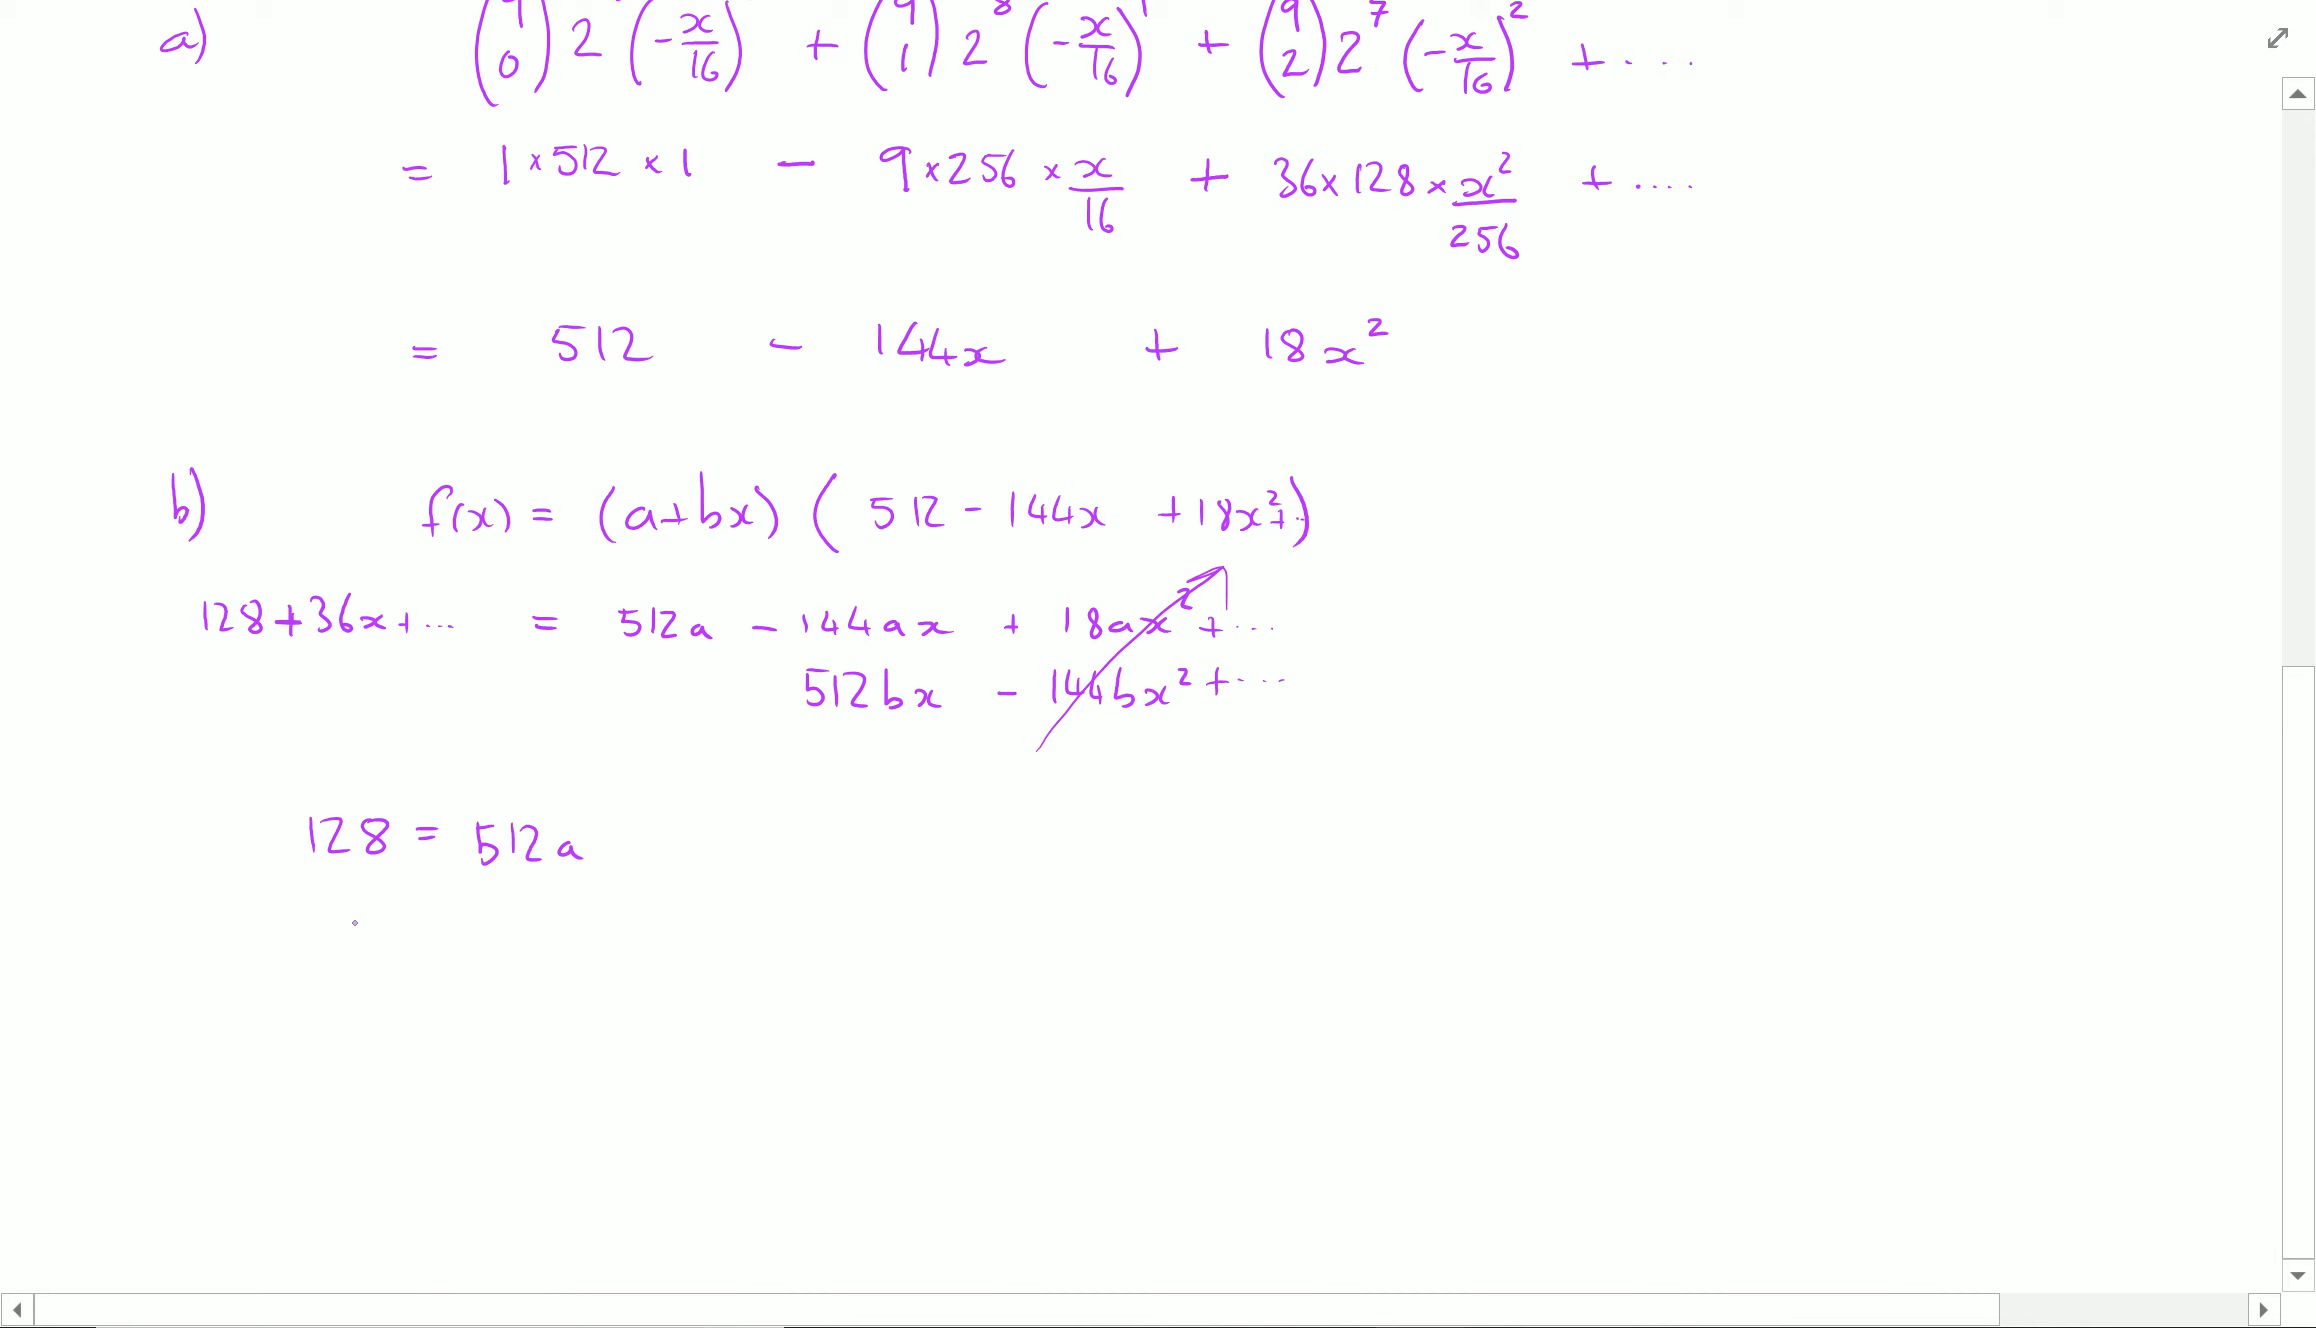 a) (9 0) 2 (-x/16) + (9 1) 2^8 (-x/16)^1 + (9 2) 2^7 (-x/16)^2 + ....
= 1 × 512 × 1 - 9 × 256 × x/16 + 36 × 128 × x^2/256 + ....
= 512 - 144x + 18x^2
b) f(x) = (a+bx) ( 512 - 144x + 18x^2 + ..)
128 + 36x + ... = 512a - 144ax + 18ax^2 + ...
512bx - 144bx^2 + ...
128 = 512a